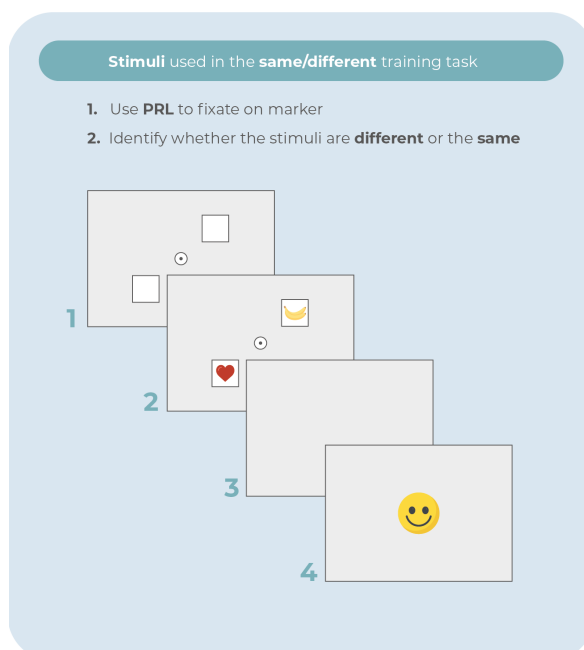 Stimuli used in the same/different training task
1. Use PRL to fixate on marker
2. Identify whether the stimuli are different or the same
1
2
3
4